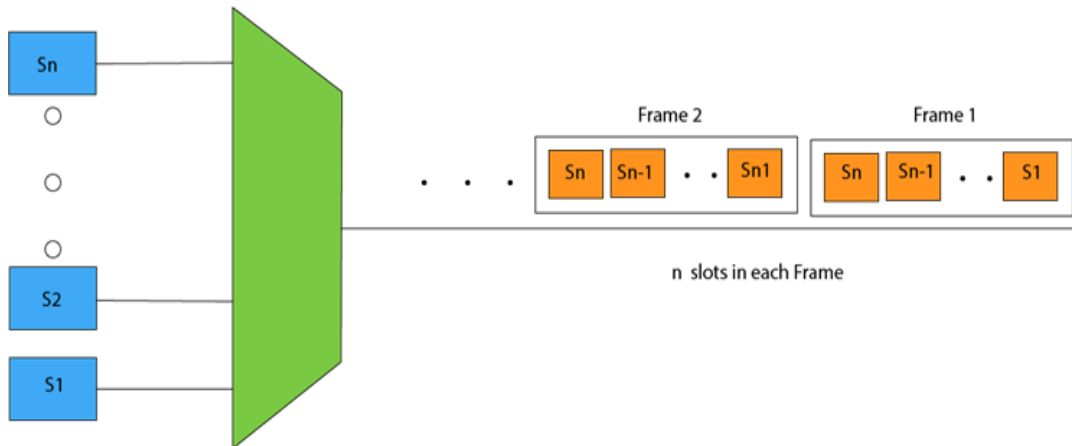 Sn
S2
S1
Frame 2
Sn
Sn-1
Sn1
Frame 1
Sn
Sn-1
S1
n slots in each Frame